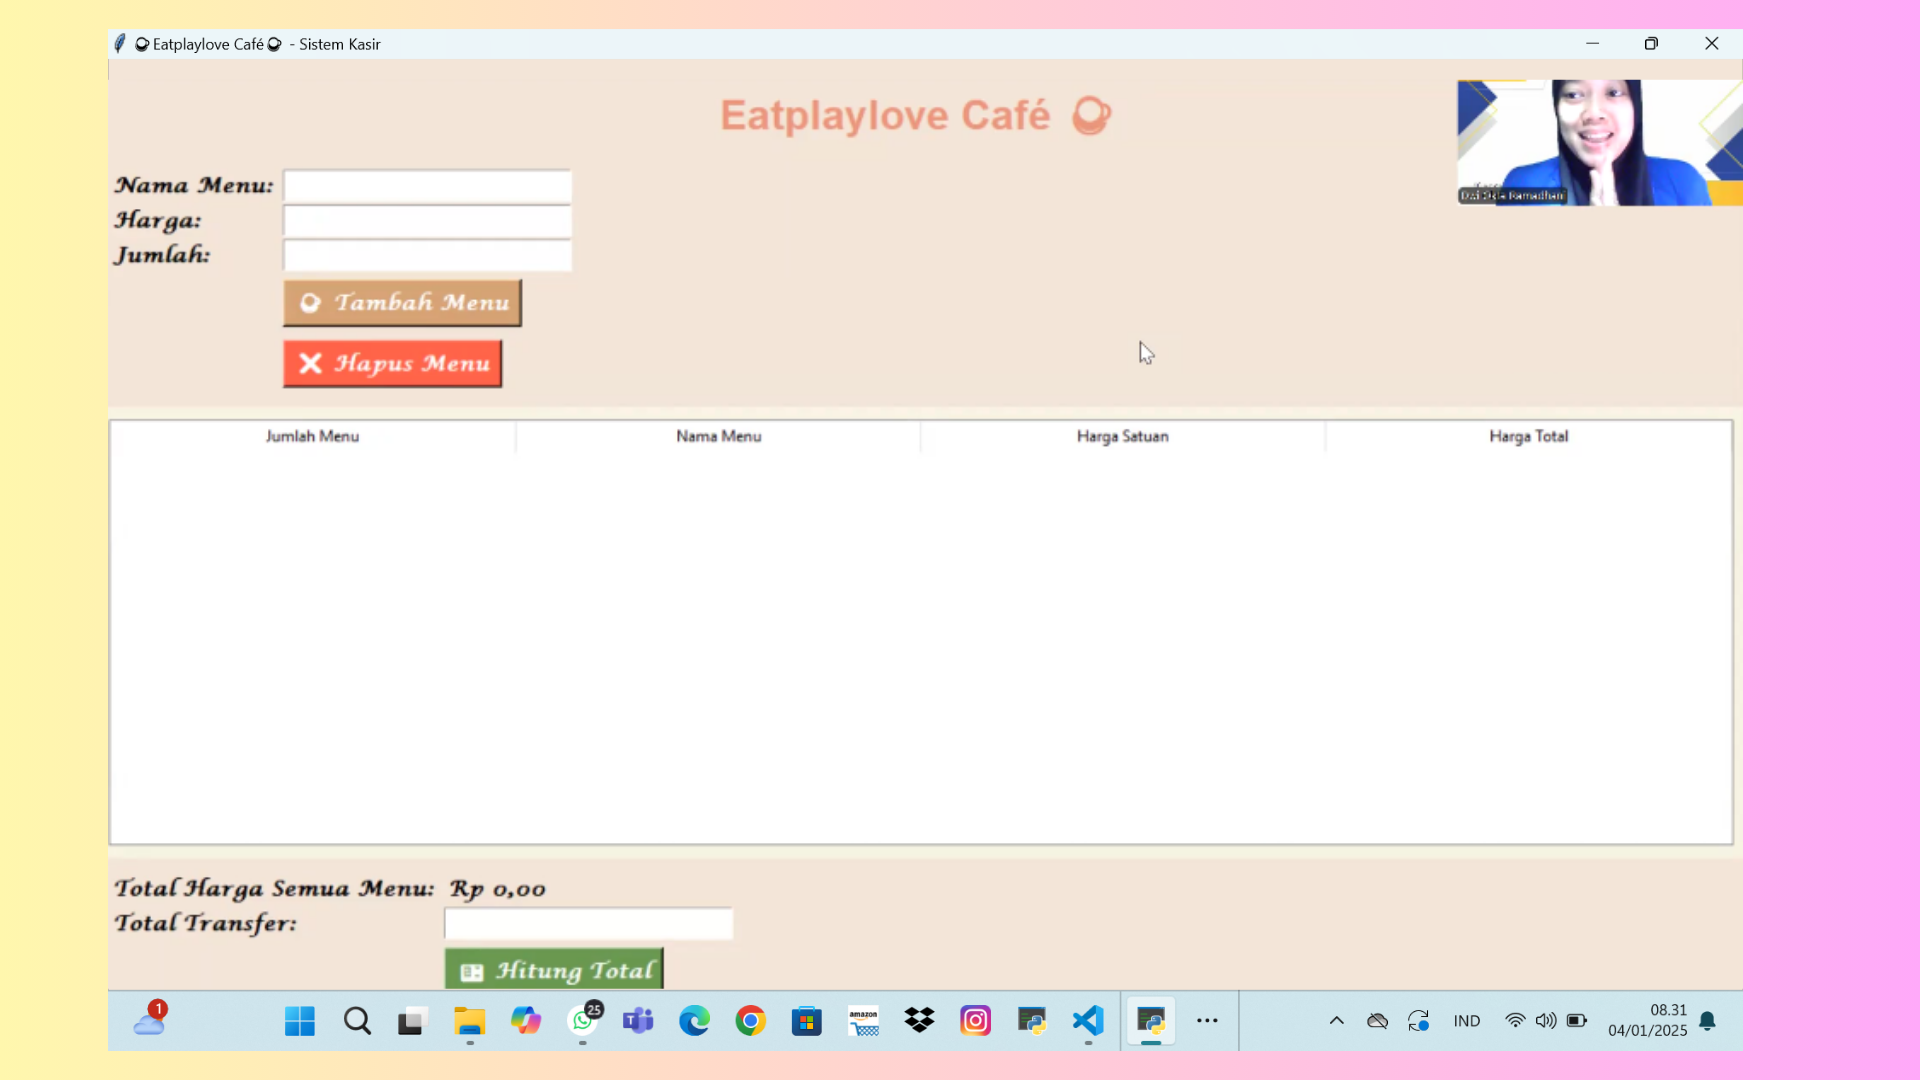 Eatplaylove Café - Sistem Kasir
Eatplaylove Café
Nama Menu:
Harga:
Jumlah:
Tambah Menu
Hapus Menu
Ramadhani
Jumlah Menu Nama Menu Harga Satuan Harga Total
Total Harga Semua Menu: Rp 0,00
Total Transfer:
Hitung Total
1
25
amazon
IND
08.31
04/01/2025